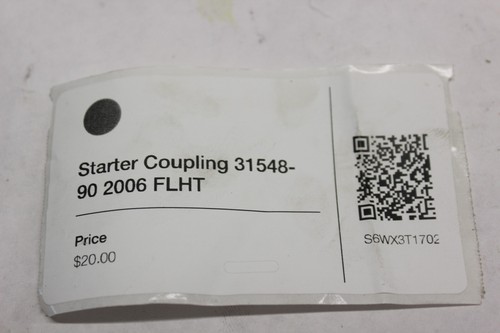 Starter Coupling 31548-
90 2006 FLHT
Price
$20.00
S6WX3T1702